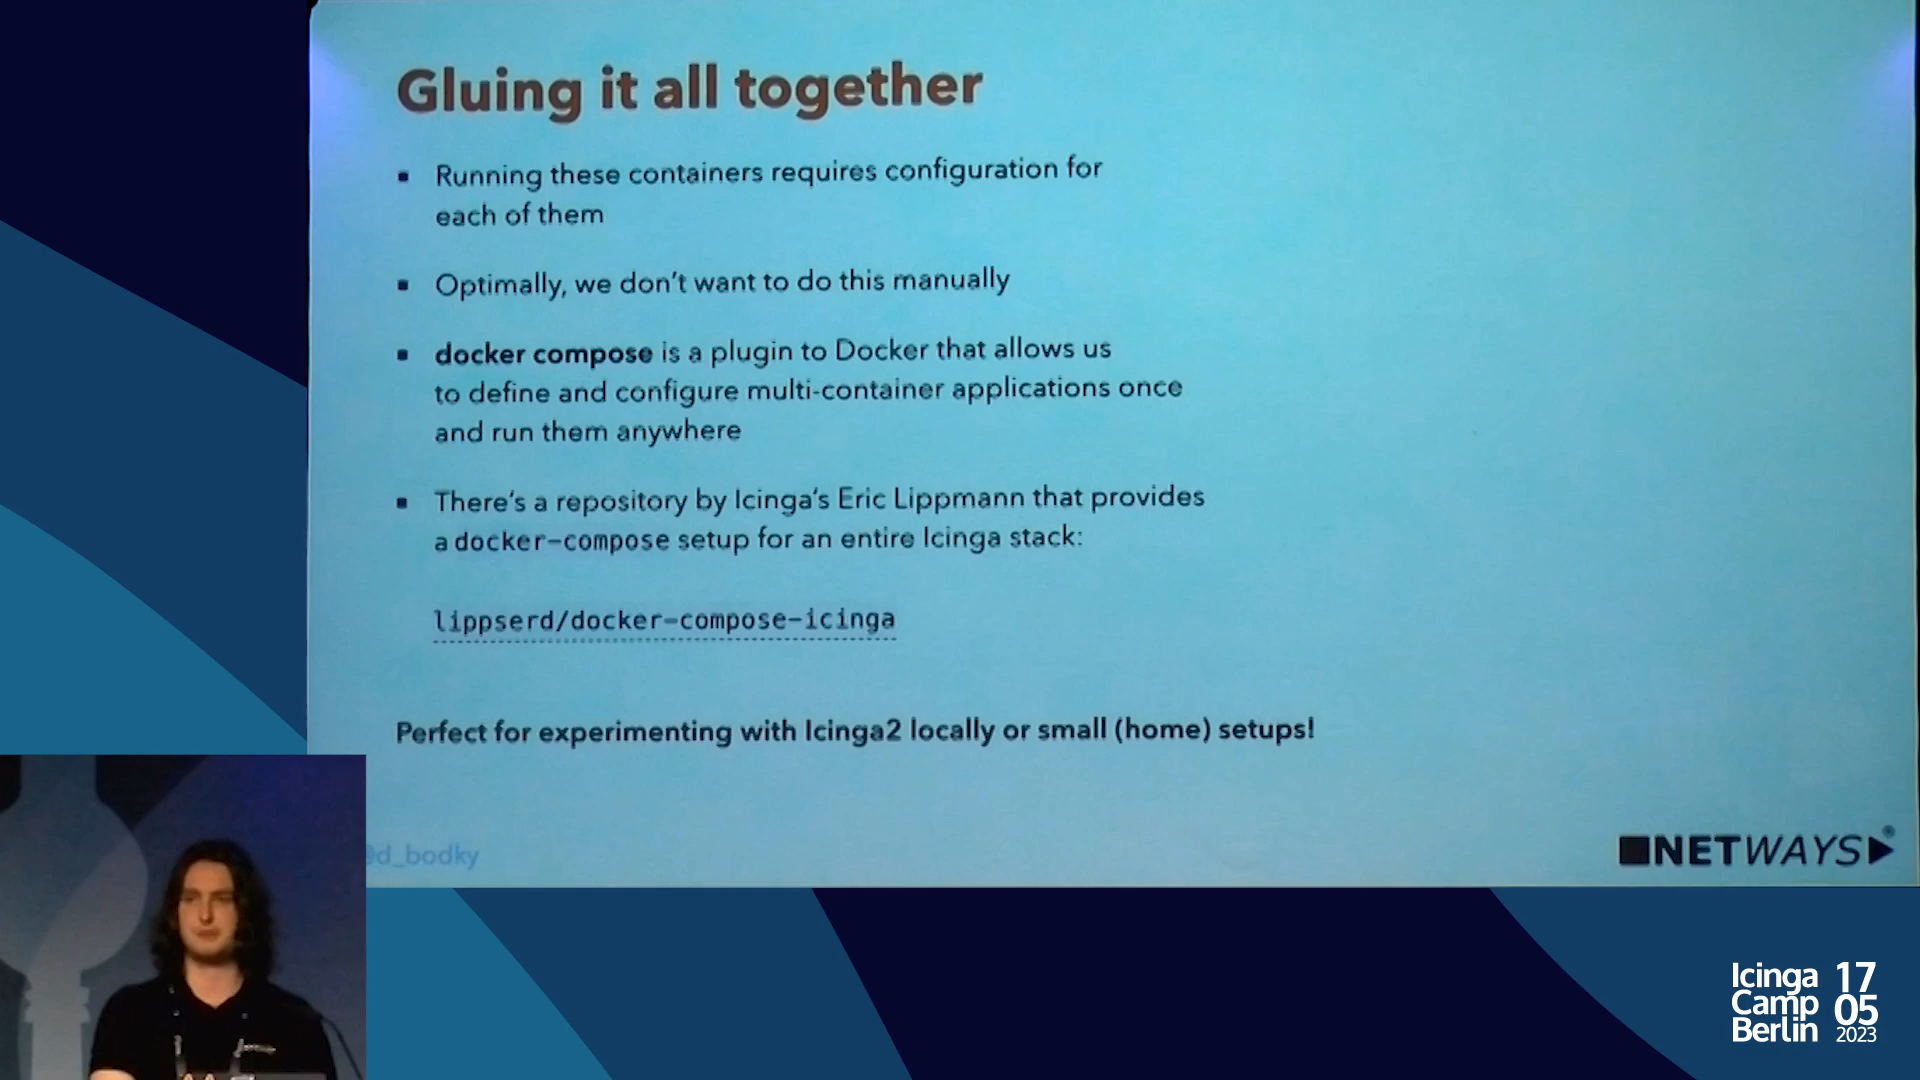 Gluing it all together
▪ Running these containers requires configuration for
each of them
▪ Optimally, we don't want to do this manually
▪ docker compose is a plugin to Docker that allows us
to define and configure multi-container applications once
and run them anywhere
▪ There's a repository by Icinga's Eric Lippmann that provides
a docker-compose setup for an entire Icinga stack:
lippserd/docker-compose-icinga
Perfect for experimenting with Icinga2 locally or small (home) setups!
@d_bodky
NETWAYS®
Icinga
Camp
Berlin
17
05
2023